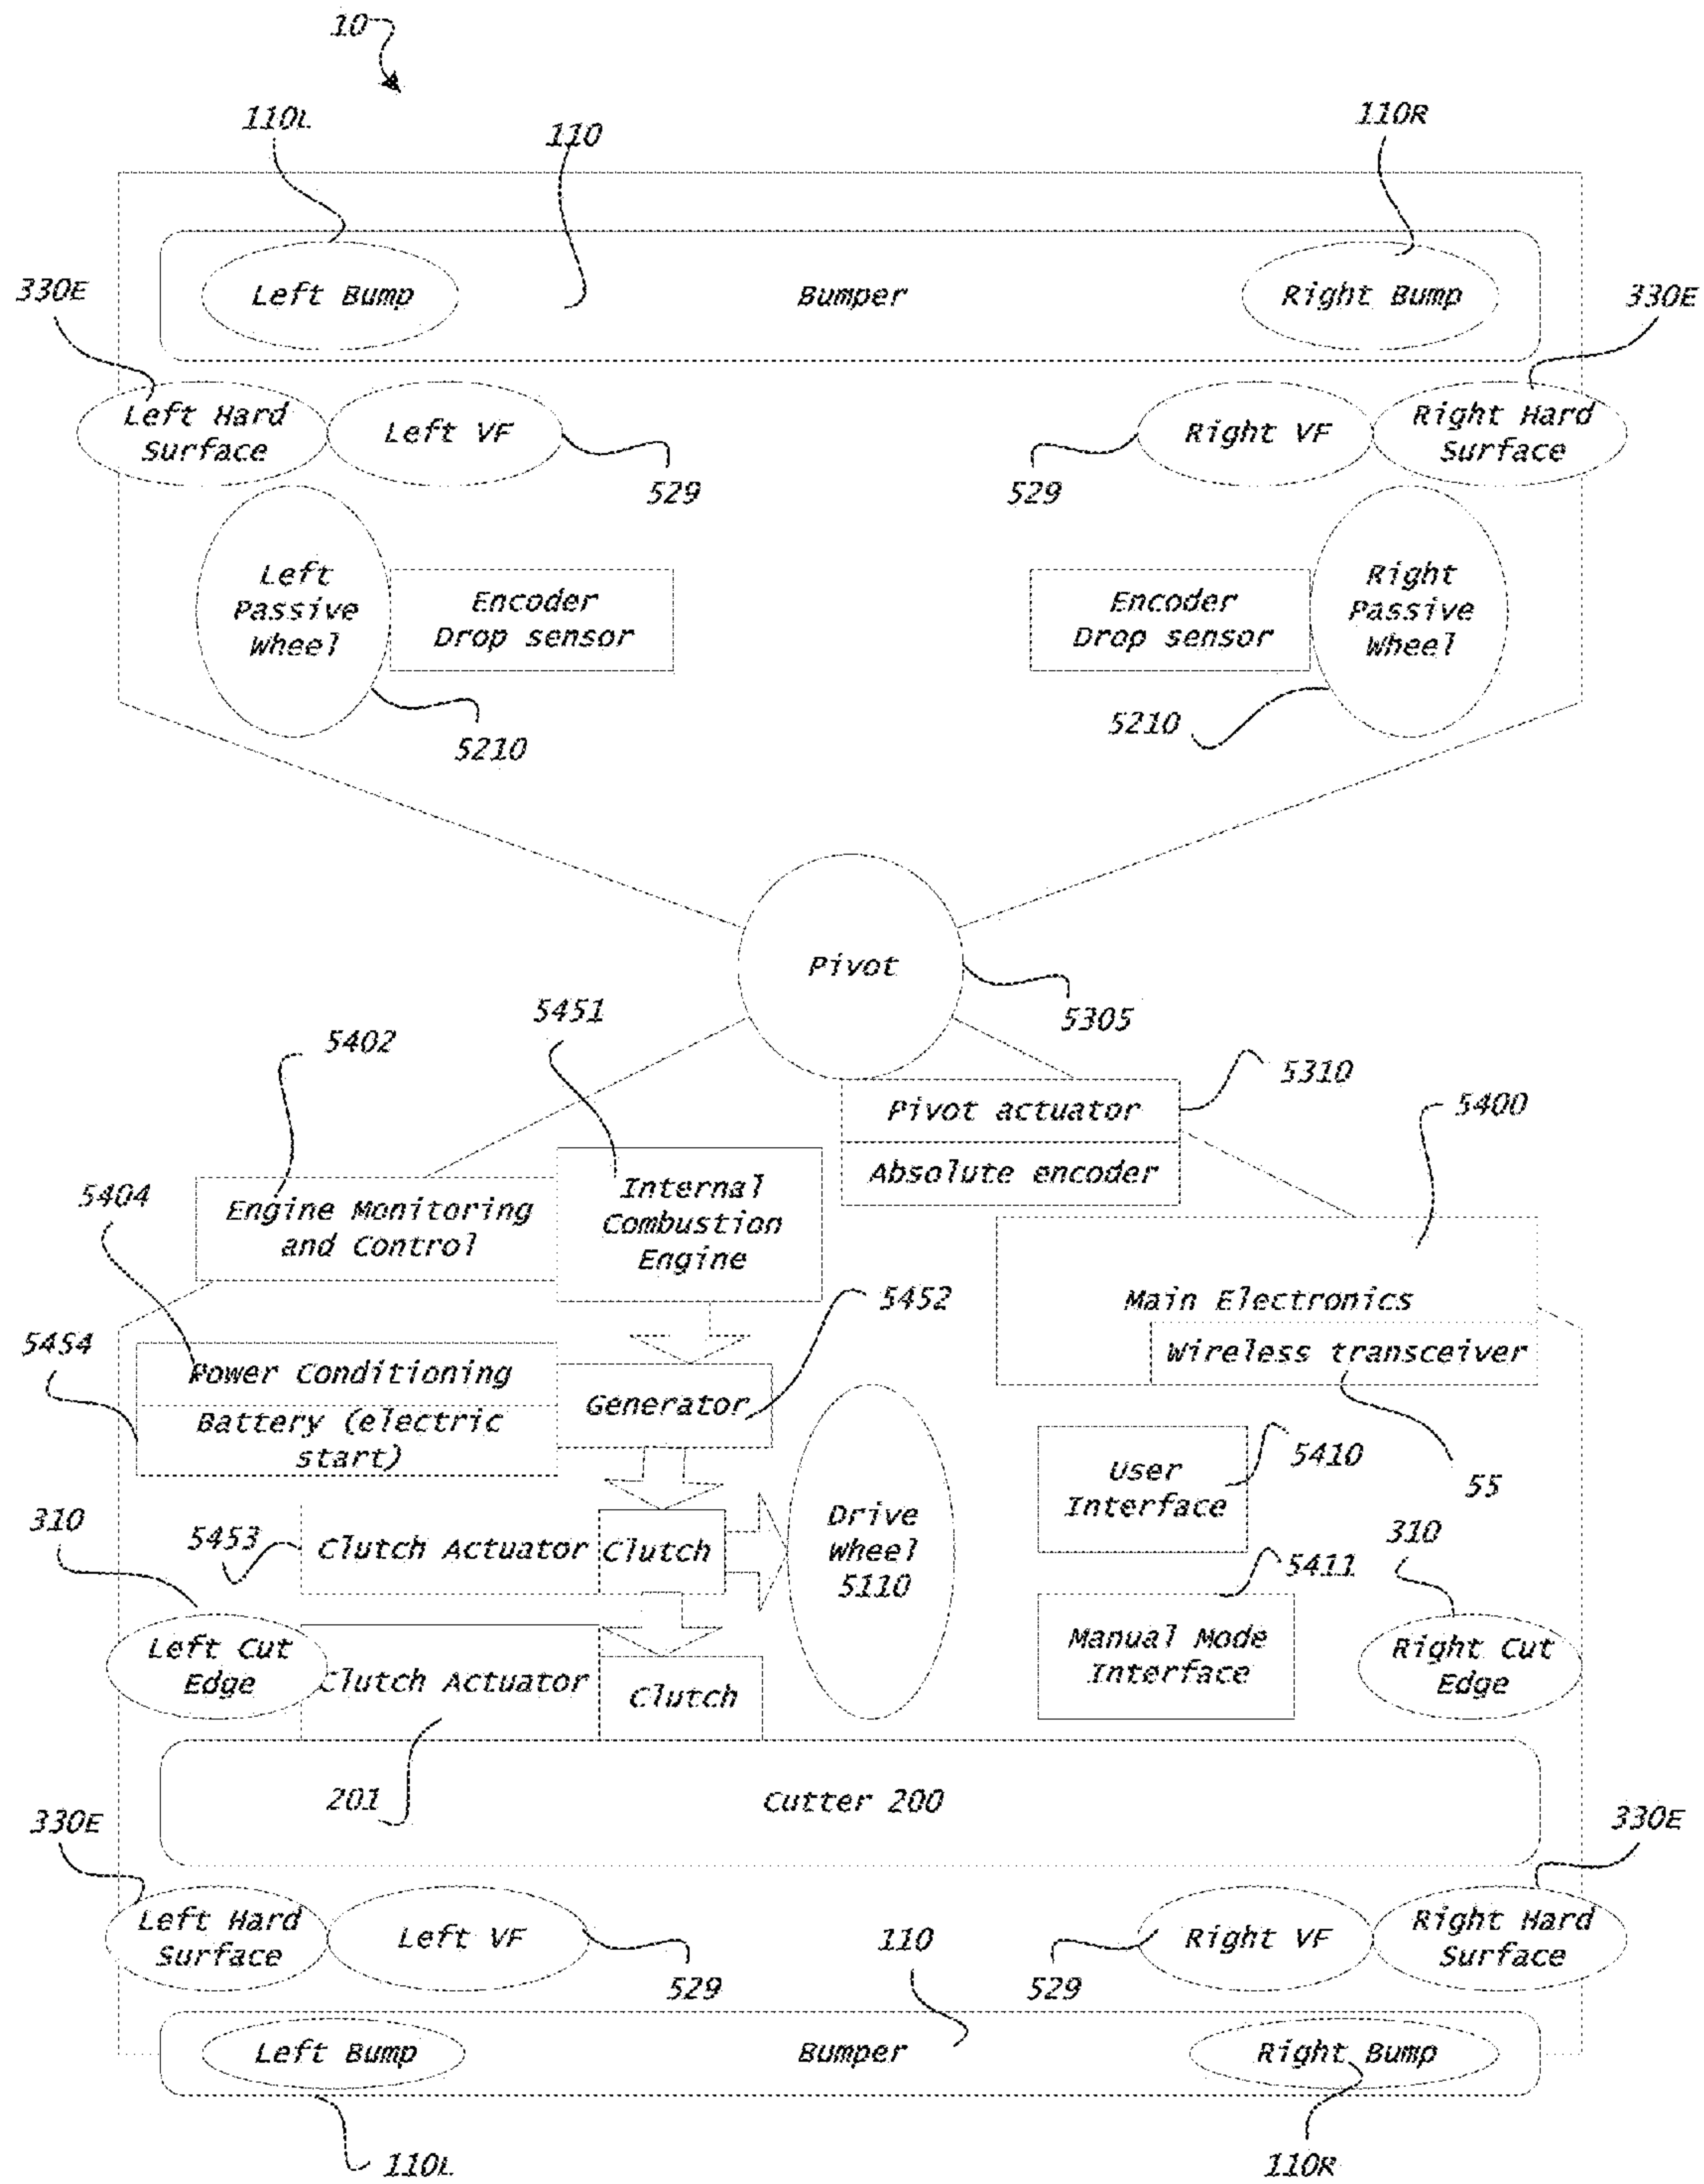 10
110L
110
110R
330E
Left Bump
Bumper
Right Bump
330E
Left Hard
Surface
Left VF
Right VF
Right Hard
Surface
529
529
Left
Passive
Wheel
Encoder
Drop sensor
Encoder
Drop sensor
Right
Passive
Wheel
5210
5210
Pivot
5305
5451
5402
5310
5400
Pivot actuator
Absolute encoder
5404
Engine Monitoring
and Control
Internal
Combustion
Engine
5452
Main Electronics
Wireless transceiver
5454
Power Conditioning
Battery (electric
start)
Generator
User
Interface
5410
55
310
5453
Clutch Actuator
Clutch
Drive
Wheel
5110
5411
310
Left Cut
Edge
Clutch Actuator
Clutch
Manual Mode
Interface
Right Cut
Edge
201
Cutter 200
330E
330E
Left Hard
Surface
Left VF
529
110
529
Right VF
Right Hard
Surface
Left Bump
Bumper
Right Bump
110L
110R